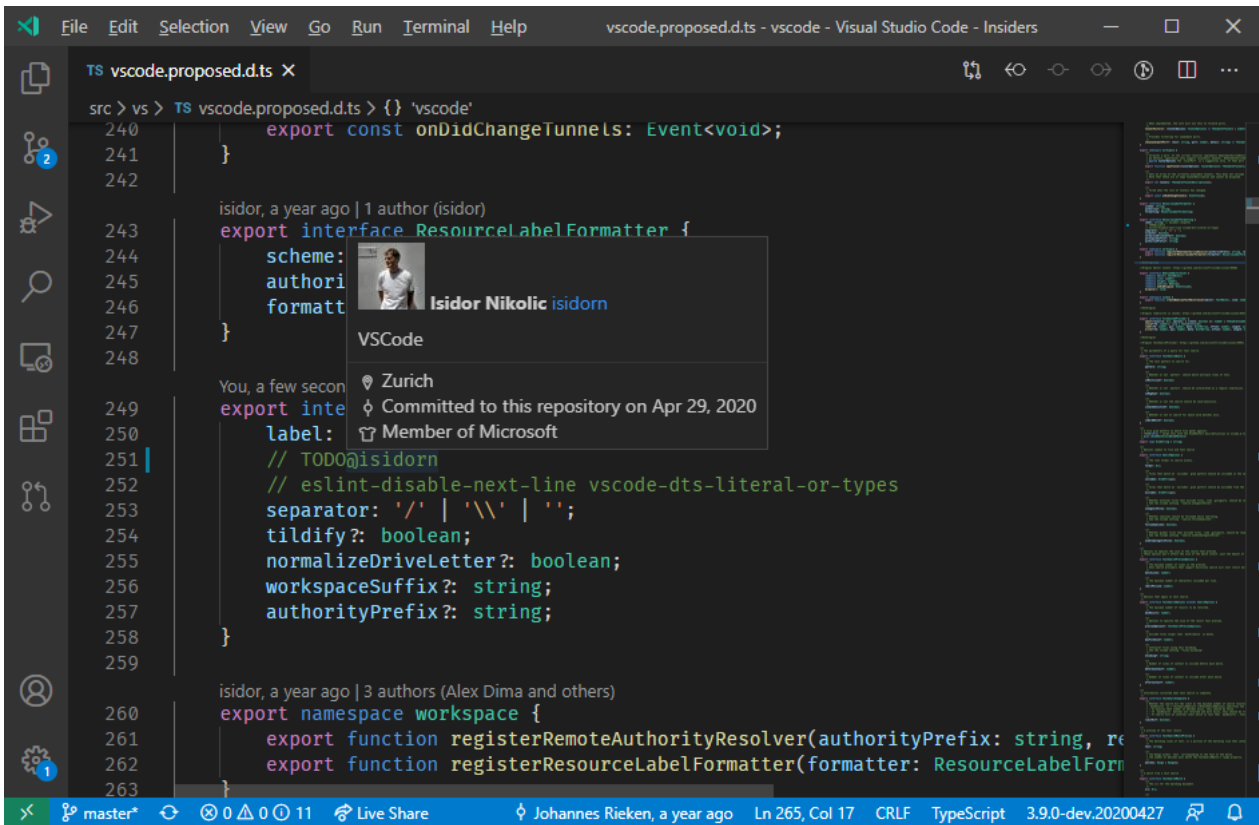 File Edit Selection View Go Run Terminal Help vscode.proposed.d.ts - vscode - Visual Studio Code - Insiders
TS vscode.proposed.d.ts
src > vs > TS vscode.proposed.d.ts > {} 'vscode'
240 export const onDidChangeTunnels: Event<void>;
241 }
242
isidor, a year ago | 1 author (isidor)
243 export interface ResourceLabelFormatter {
244 scheme:
245 authori
246 formatt
247 }
248
Isidor Nikolic isidorn
VSCode
Zurich
Committed to this repository on Apr 29, 2020
Member of Microsoft
You, a few secon
249 export inte
250 label:
251 // TODO@isidorn
252 // eslint-disable-next-line vscode-dts-literal-or-types
253 separator: '/' | '\\' | '';
254 tildify?: boolean;
255 normalizeDriveLetter?: boolean;
256 workspaceSuffix?: string;
257 authorityPrefix?: string;
258 }
259
isidor, a year ago | 3 authors (Alex Dima and others)
260 export namespace workspace {
261 export function registerRemoteAuthorityResolver(authorityPrefix: string, re
262 export function registerResourceLabelFormatter(formatter: ResourceLabelForm
263 }
2
1
master* 0 0 11 Live Share Johannes Rieken, a year ago Ln 265, Col 17 CRLF TypeScript 3.9.0-dev.20200427